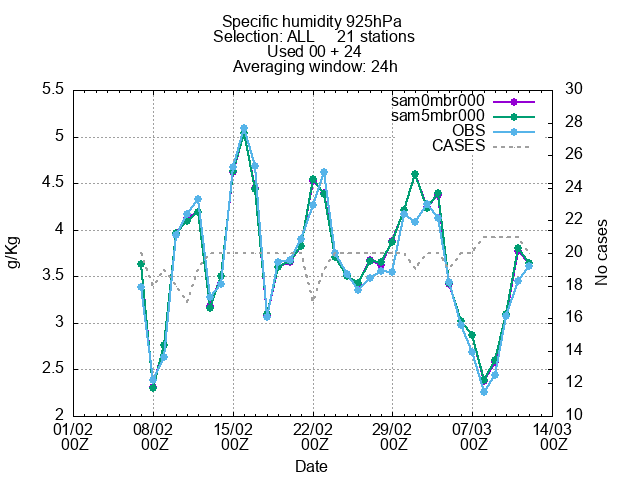 Specific humidity 925hPa
Selection: ALL 21 stations
Used 00 + 24
Averaging window: 24h
sam0mbr000
sam5mbr000
OBS
CASES
g/Kg
5.5
5
4.5
4
3.5
3
2.5
2
No cases
30
28
26
24
22
20
18
16
14
12
10
01/02 08/02 15/02 22/02 29/02 07/03 14/03
00Z 00Z 00Z 00Z 00Z 00Z 00Z
Date